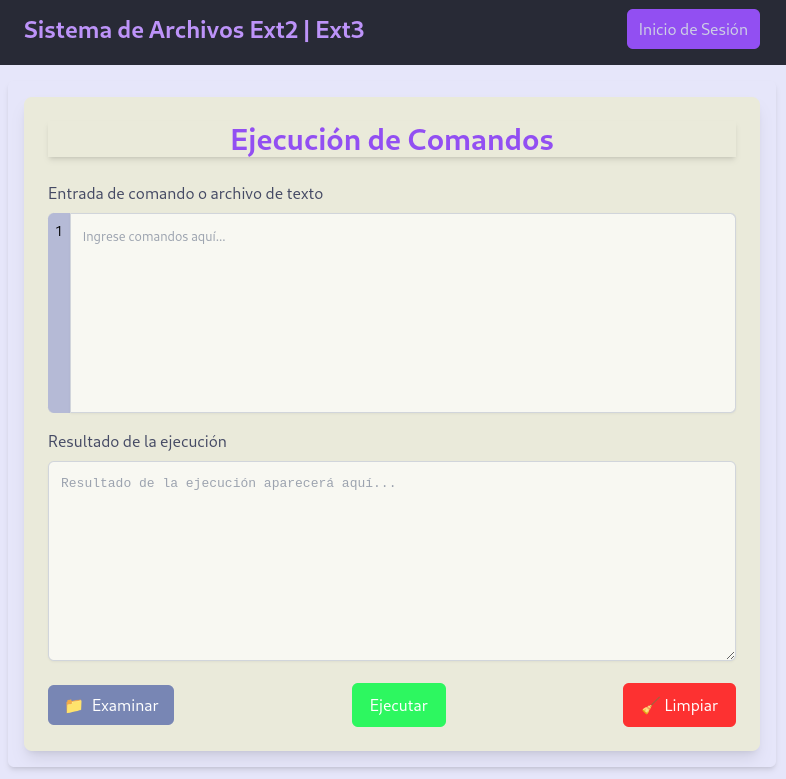 Sistema de Archivos Ext2 | Ext3
Inicio de Sesión
Ejecución de Comandos
Entrada de comando o archivo de texto
1
Ingrese comandos aquí...
Resultado de la ejecución
Resultado de la ejecución aparecerá aquí...
Examinar
Ejecutar
Limpiar